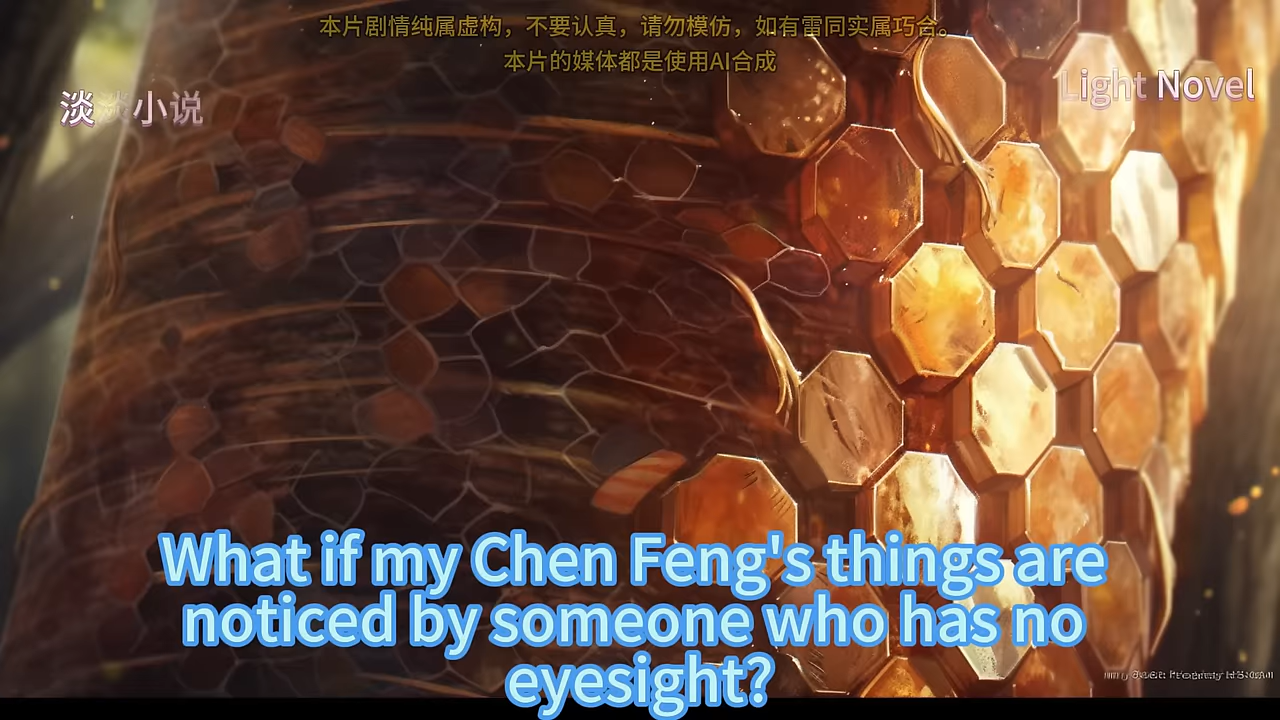 本片剧情纯属虚构，不要认真，请勿模仿，如有雷同实属巧合。
本片的媒体都是使用AI合成
淡淡小说
Light Novel
What if my Chen Feng's things are
noticed by someone who has no
eyesight?